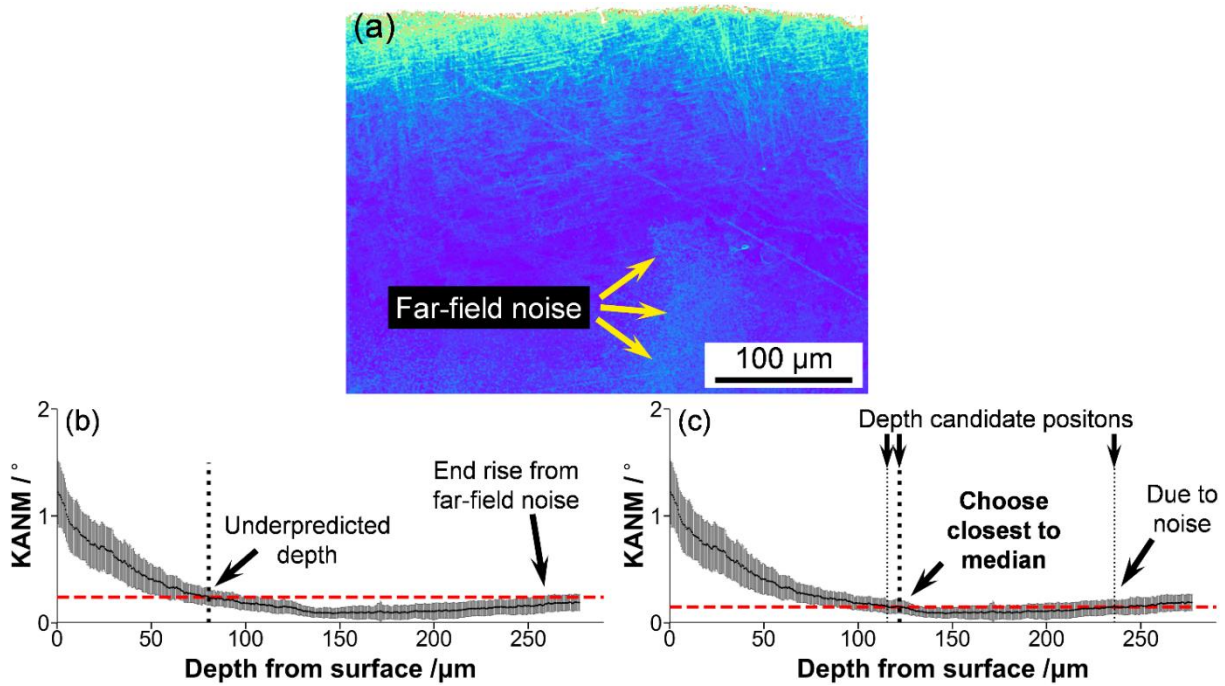 (a)
Far-field noise
100 µm
(b)
2
1
0
KANM /°
0
50
100
150
200
250
Depth from surface /µm
Underpredicted
depth
End rise from
far-field noise
(c)
2
1
0
KANM /°
0
50
100
150
200
250
Depth from surface /µm
Depth candidate positons
Choose
closest to
median
Due to
noise